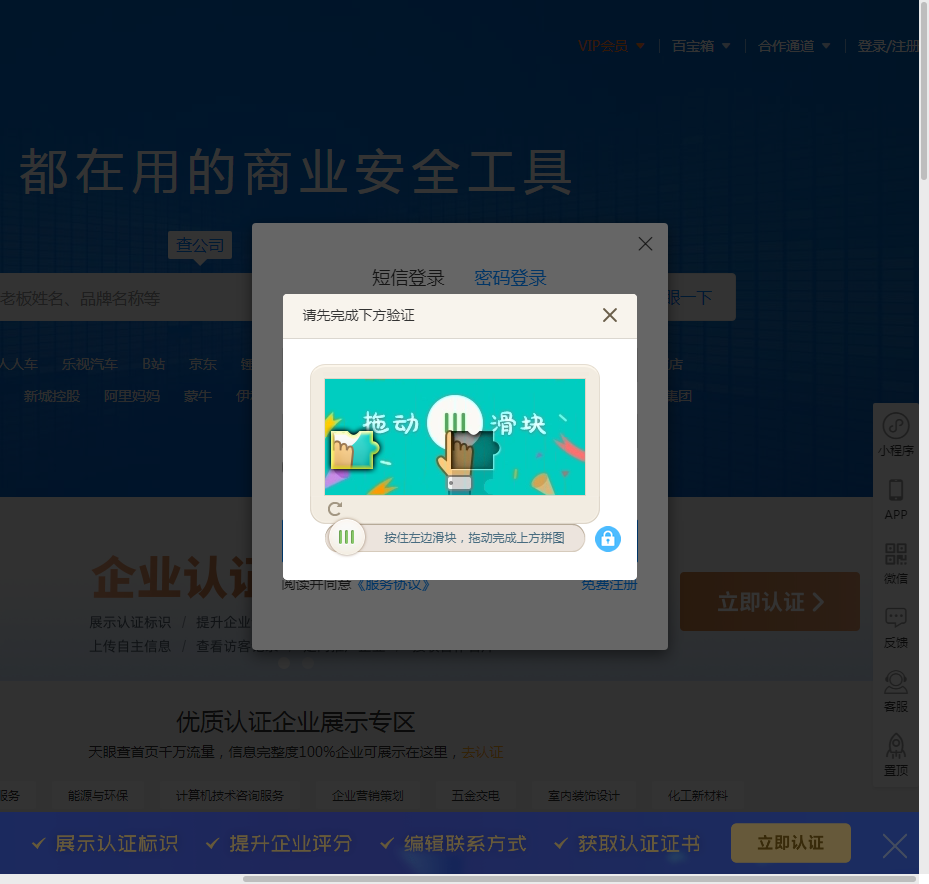 VIP会员 百宝箱 合作通道 登录/注册
都在用的商业安全工具
查公司
老板姓名、品牌名称等
眼一下
短信登录 密码登录
请先完成下方验证
拖动 滑块
按住左边滑块，拖动完成上方拼图
阅读并同意《服务协议》 免费注册
人人车 乐视汽车 B站 京东
店
新城控股 阿里妈妈 蒙牛
集团
小程序
APP
微信
反馈
客服
置顶
企业认证
展示认证标识 / 提升企业
上传自主信息 / 查看访客
立即认证
优质认证企业展示专区
天眼查首页千万流量，信息完整度100%企业可展示在这里，去认证
服务 能源与环保 计算机技术咨询服务 企业营销策划 五金交电 室内装饰设计 化工新材料
展示认证标识 提升企业评分 编辑联系方式 获取认证证书 立即认证